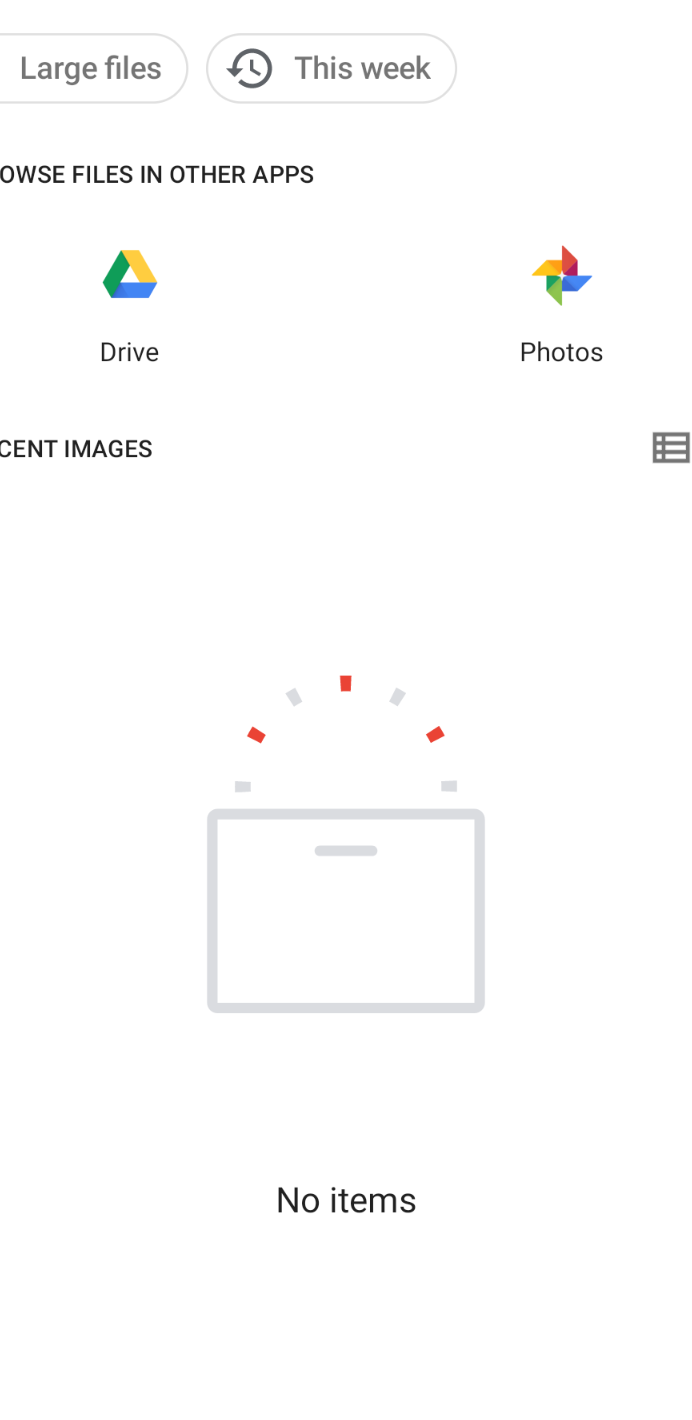 Large files
This week
OWSE FILES IN OTHER APPS
Drive
Photos
CENT IMAGES
No items